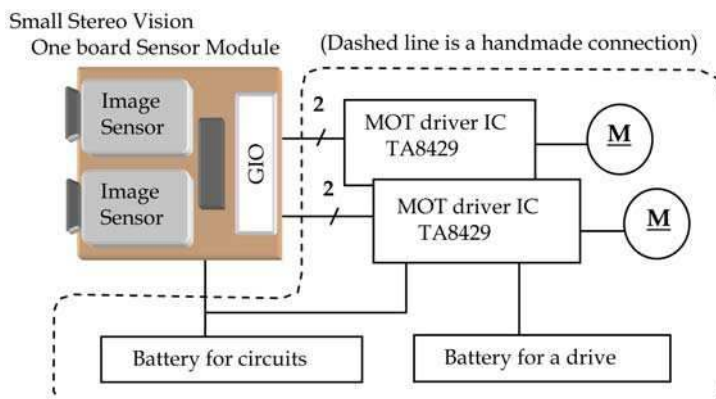 Small Stereo Vision
One board Sensor Module
(Dashed line is a handmade connection)
Image
Sensor
Image
Sensor
GIO
2
2
MOT driver IC
TA8429
MOT driver IC
TA8429
M
M
Battery for circuits
Battery for a drive